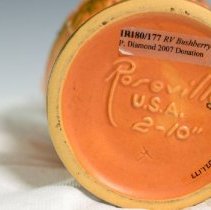 IR180/177 RV Bushberry
P. Diamond 2007 Donation
Roseville
U.S.A.
2-10"